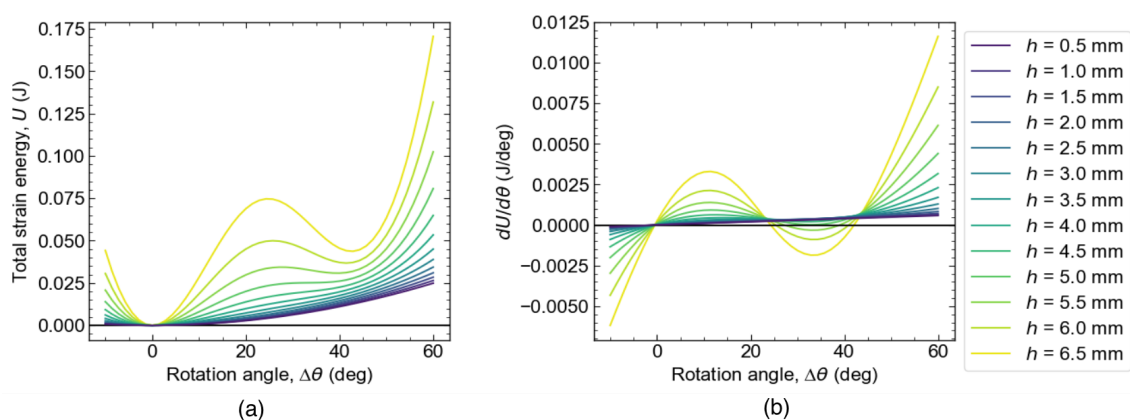 0.175
0.150
0.125
0.100
0.075
0.050
0.025
0.000
Total strain energy, U (J)
0 20 40 60
Rotation angle, Δθ (deg)
(a)
0.0125
0.0100
0.0075
0.0050
0.0025
0.0000
−0.0025
−0.0050
dU/dθ (J/deg)
0 20 40 60
Rotation angle, Δθ (deg)
(b)
h = 0.5 mm
h = 1.0 mm
h = 1.5 mm
h = 2.0 mm
h = 2.5 mm
h = 3.0 mm
h = 3.5 mm
h = 4.0 mm
h = 4.5 mm
h = 5.0 mm
h = 5.5 mm
h = 6.0 mm
h = 6.5 mm